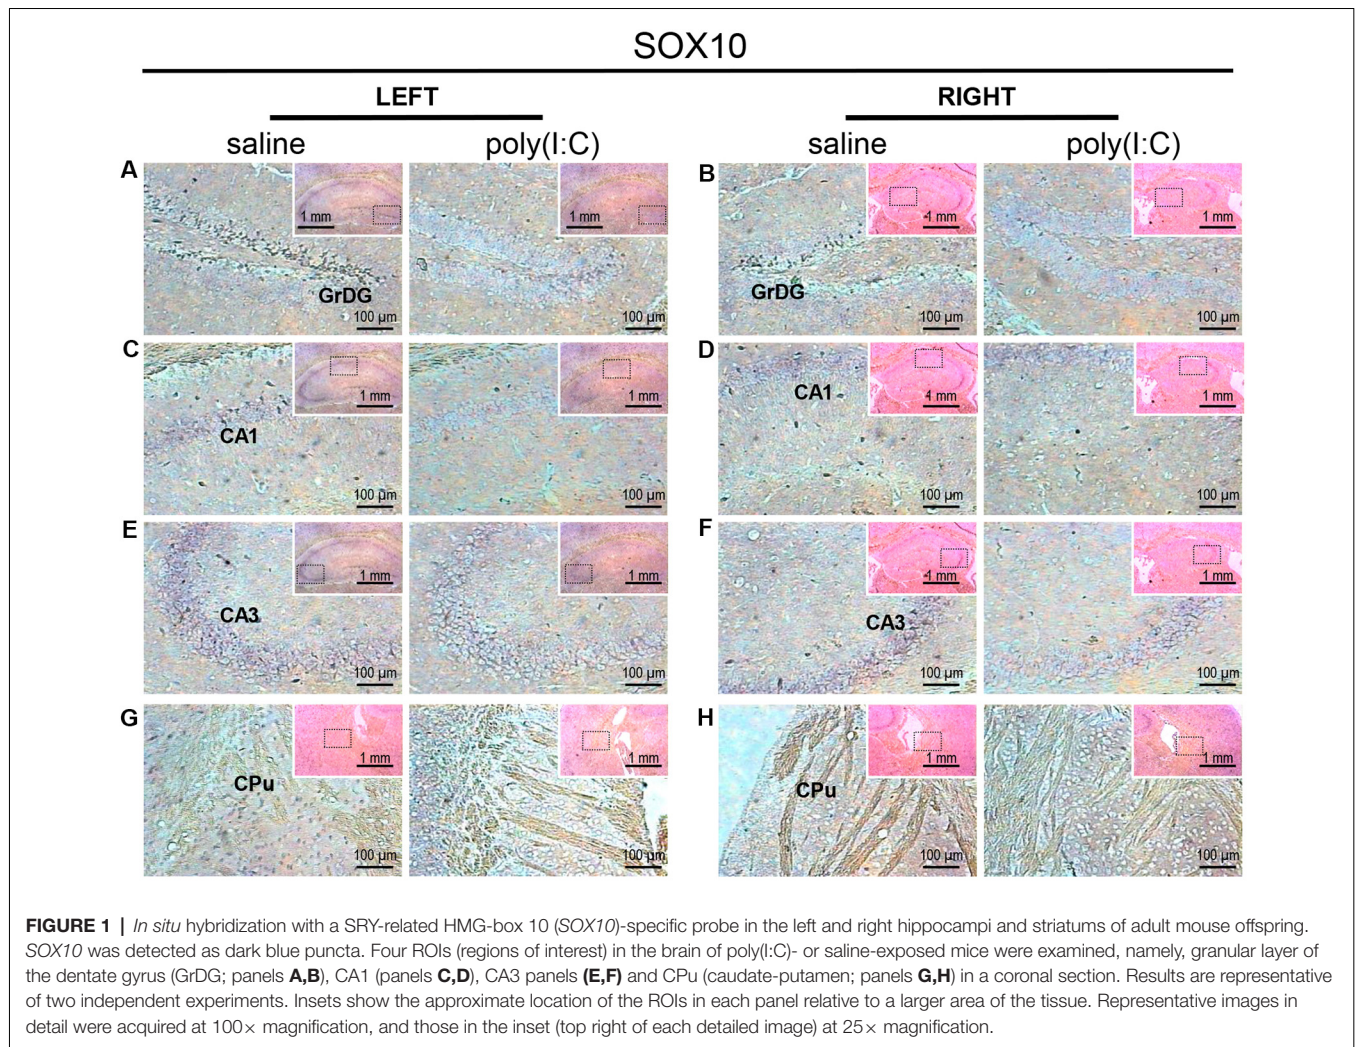 SOX10
LEFT RIGHT
saline poly(I:C) saline poly(I:C)
A 1 mm 1 mm B 1 mm 1 mm
GrDG GrDG
100 µm 100 µm 100 µm 100 µm
C 1 mm 1 mm D 1 mm 1 mm
CA1 CA1
100 µm 100 µm 100 µm 100 µm
E 1 mm 1 mm F 1 mm 1 mm
CA3 CA3
100 µm 100 µm 100 µm 100 µm
G 1 mm 1 mm H 1 mm 1 mm
CPu CPu
100 µm 100 µm 100 µm 100 µm
FIGURE 1 | In situ hybridization with a SRY-related HMG-box 10 (SOX10)-specific probe in the left and right hippocampi and striatums of adult mouse offspring.
SOX10 was detected as dark blue puncta. Four ROIs (regions of interest) in the brain of poly(I:C)- or saline-exposed mice were examined, namely, granular layer of
the dentate gyrus (GrDG; panels A,B), CA1 (panels C,D), CA3 panels (E,F) and CPu (caudate-putamen; panels G,H) in a coronal section. Results are representative
of two independent experiments. Insets show the approximate location of the ROIs in each panel relative to a larger area of the tissue. Representative images in
detail were acquired at 100× magnification, and those in the inset (top right of each detailed image) at 25× magnification.